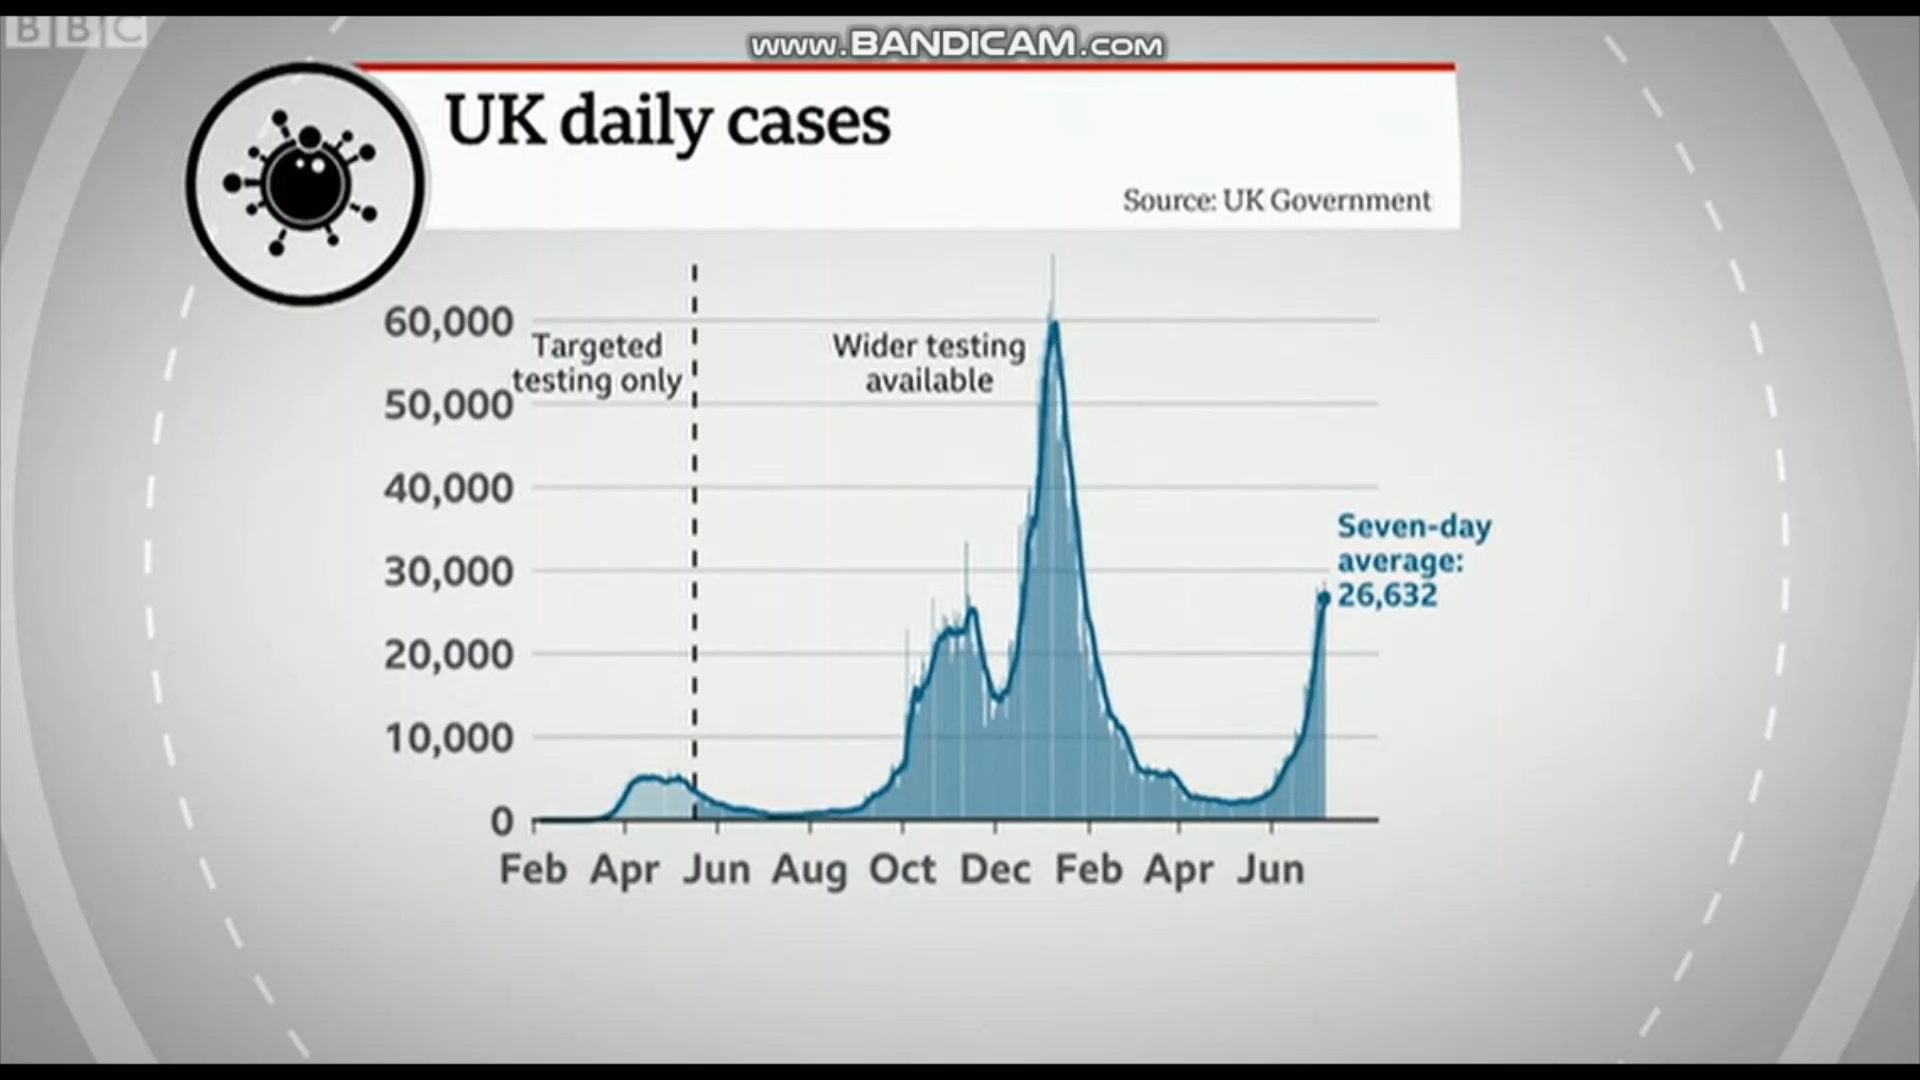 BBC
www.BANDICAM.com
UK daily cases
Source: UK Government
60,000
Targeted
testing only
Wider testing
available
50,000
40,000
Seven-day
average:
26,632
30,000
20,000
10,000
0
Feb Apr Jun Aug Oct Dec Feb Apr Jun